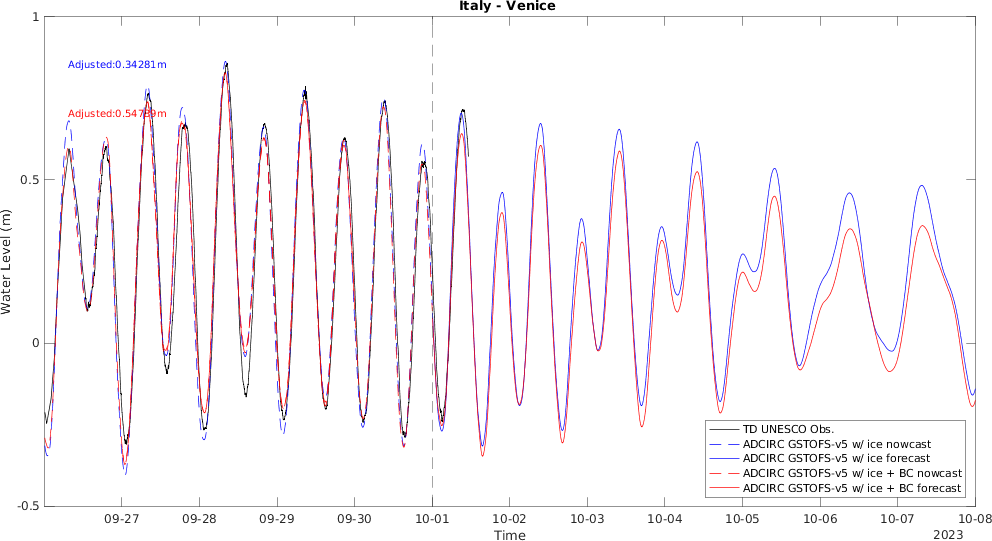 Italy - Venice
1
Adjusted:0.34281m
Adjusted:0.54789m
0.5
Water Level (m)
0
TD UNESCO Obs.
ADCIRC GSTOFS-v5 w/ ice nowcast
ADCIRC GSTOFS-v5 w/ ice forecast
ADCIRC GSTOFS-v5 w/ ice + BC nowcast
ADCIRC GSTOFS-v5 w/ ice + BC forecast
-0.5
09-27 09-28 09-29 09-30 10-01 10-02 10-03 10-04 10-05 10-06 10-07 10-08
Time
2023